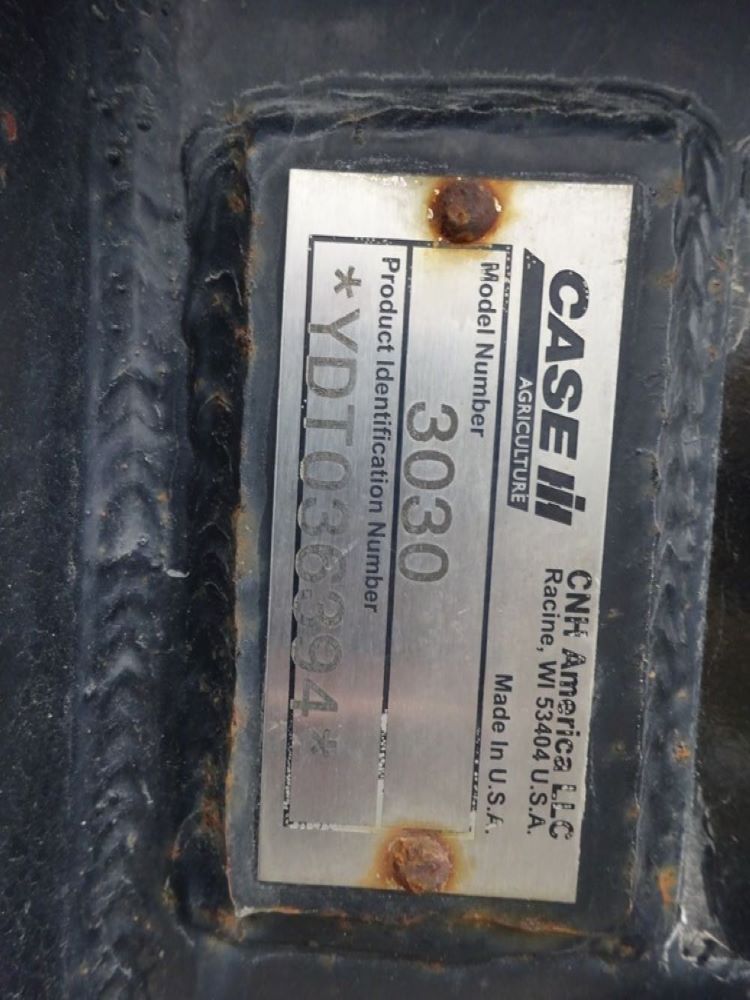 CASE IH
AGRICULTURE
CNH America LLC
Racine, WI 53404 U.S.A.
Model Number
Made In U.S.A.
3030
Product Identification Number
*YDT036394*